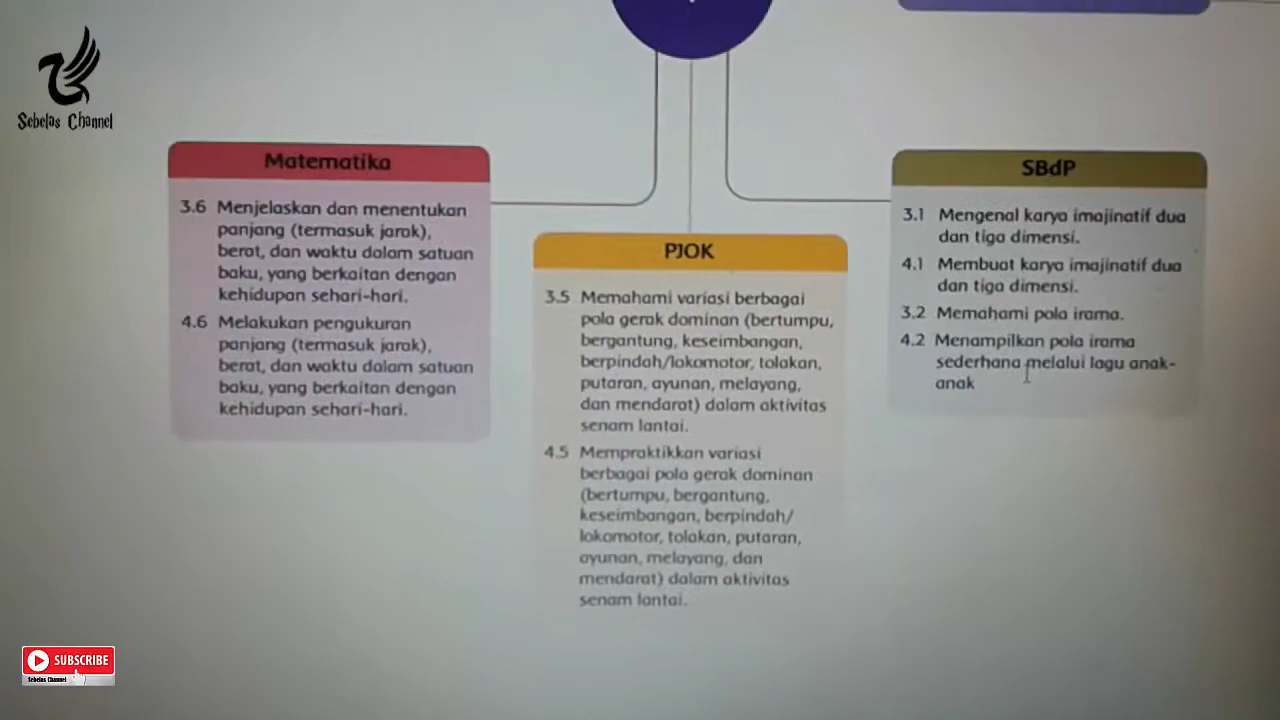 Sebelas Channel
Matematika
3.6 Menjelaskan dan menentukan
panjang (termasuk jarak),
berat, dan waktu dalam satuan
baku, yang berkaitan dengan
kehidupan sehari-hari.
4.6 Melakukan pengukuran
panjang (termasuk jarak),
berat, dan waktu dalam satuan
baku, yang berkaitan dengan
kehidupan sehari-hari.
PJOK
3.5 Memahami variasi berbagai
pola gerak dominan (bertumpu,
bergantung, keseimbangan,
berpindah/lokomotor, tolakan,
putaran, ayunan, melayang,
dan mendarat) dalam aktivitas
senam lantai.
4.5 Mempraktikkan variasi
berbagai pola gerak dominan
(bertumpu, bergantung,
keseimbangan, berpindah/
lokomotor, tolakan, putaran,
ayunan, melayang, dan
mendarat) dalam aktivitas
senam lantai.
SBdP
3.1 Mengenal karya imajinatif dua
dan tiga dimensi.
4.1 Membuat karya imajinatif dua
dan tiga dimensi.
3.2 Memahami pola irama.
4.2 Menampilkan pola irama
sederhana melalui lagu anak-
anak
SUBSCRIBE
Sebelas Channel